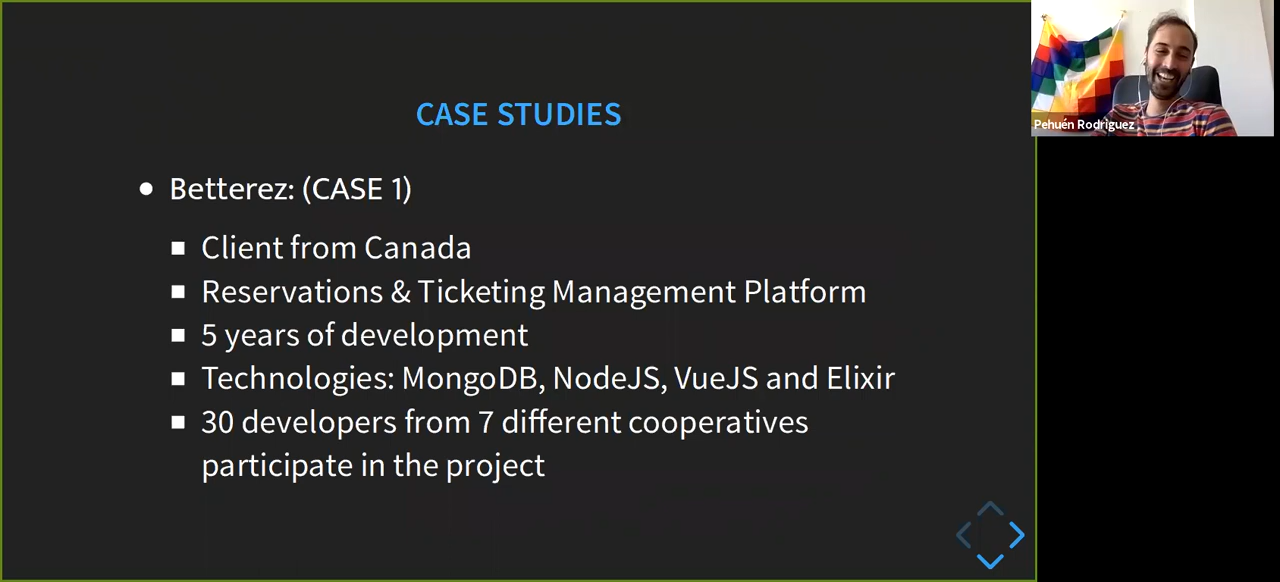 CASE STUDIES
Betterez: (CASE 1)
Client from Canada
Reservations & Ticketing Management Platform
5 years of development
Technologies: MongoDB, NodeJS, VueJS and Elixir
30 developers from 7 different cooperatives
participate in the project
Pehuén Rodríguez